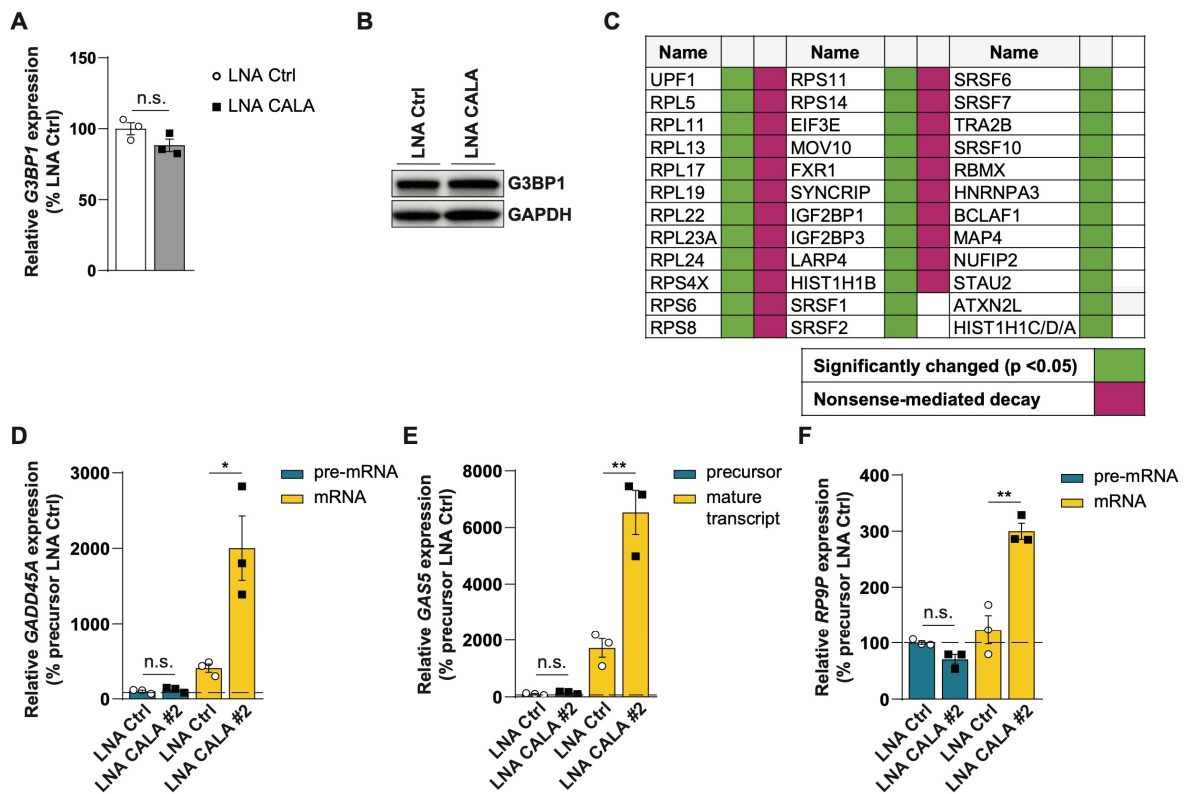 A
Relative G3BP1 expression
(% LNA Ctrl)
150
100
50
0
n.s.
LNA Ctrl
LNA CALA
B
LNA Ctrl
LNA CALA
G3BP1
GAPDH
C
Name Name Name
UPF1 RPS11 SRSF6
RPL5 RPS14 SRSF7
RPL11 EIF3E TRA2B
RPL13 MOV10 SRSF10
RPL17 FXR1 RBMX
RPL19 SYNCRIP HNRNPA3
RPL22 IGF2BP1 BCLAF1
RPL23A IGF2BP3 MAP4
RPL24 LARP4 NUFIP2
RPS4X HIST1H1B STAU2
RPS6 SRSF1 ATXN2L
RPS8 SRSF2 HIST1H1C/D/A
Significantly changed (p <0.05)
Nonsense-mediated decay
D
Relative GADD45A expression
(% precursor LNA Ctrl)
3000
2000
1000
0
n.s.
*
pre-mRNA
mRNA
LNA Ctrl
LNA CALA #2
LNA Ctrl
LNA CALA #2
E
Relative GAS5 expression
(% precursor LNA Ctrl)
8000
6000
4000
2000
0
n.s.
**
precursor
mature
transcript
LNA Ctrl
LNA CALA #2
LNA Ctrl
LNA CALA #2
F
Relative RP9P expression
(% precursor LNA Ctrl)
400
300
200
100
0
n.s.
**
pre-mRNA
mRNA
LNA Ctrl
LNA CALA #2
LNA Ctrl
LNA CALA #2